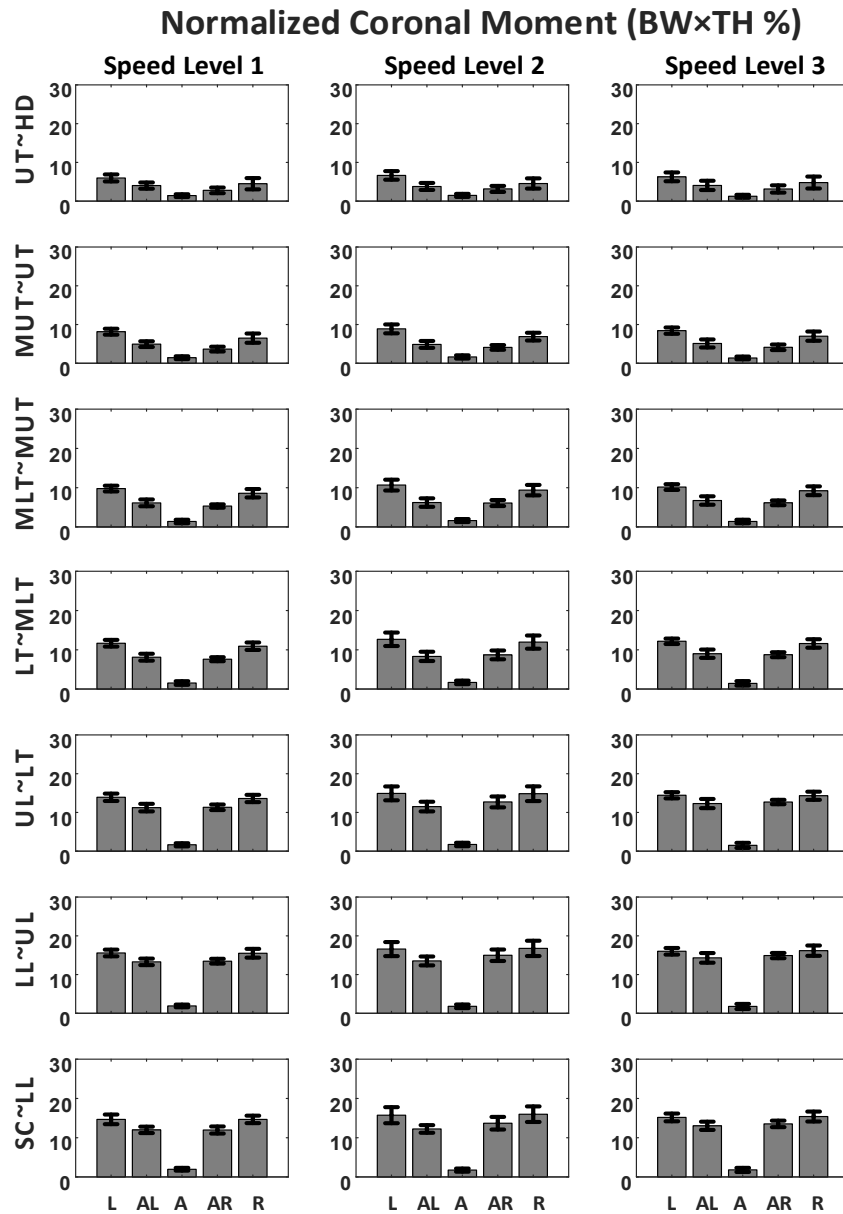 Normalized Coronal Moment (BW×TH %)
Speed Level 1 Speed Level 2 Speed Level 3
UT~HD
30 30 30
20 20 20
10 10 10
0 0 0
MUT~UT
30 30 30
20 20 20
10 10 10
0 0 0
MLT~MUT
30 30 30
20 20 20
10 10 10
0 0 0
LT~MLT
30 30 30
20 20 20
10 10 10
0 0 0
UL~LT
30 30 30
20 20 20
10 10 10
0 0 0
LL~UL
30 30 30
20 20 20
10 10 10
0 0 0
SC~LL
30 30 30
20 20 20
10 10 10
0 0 0
L AL A AR R L AL A AR R L AL A AR R